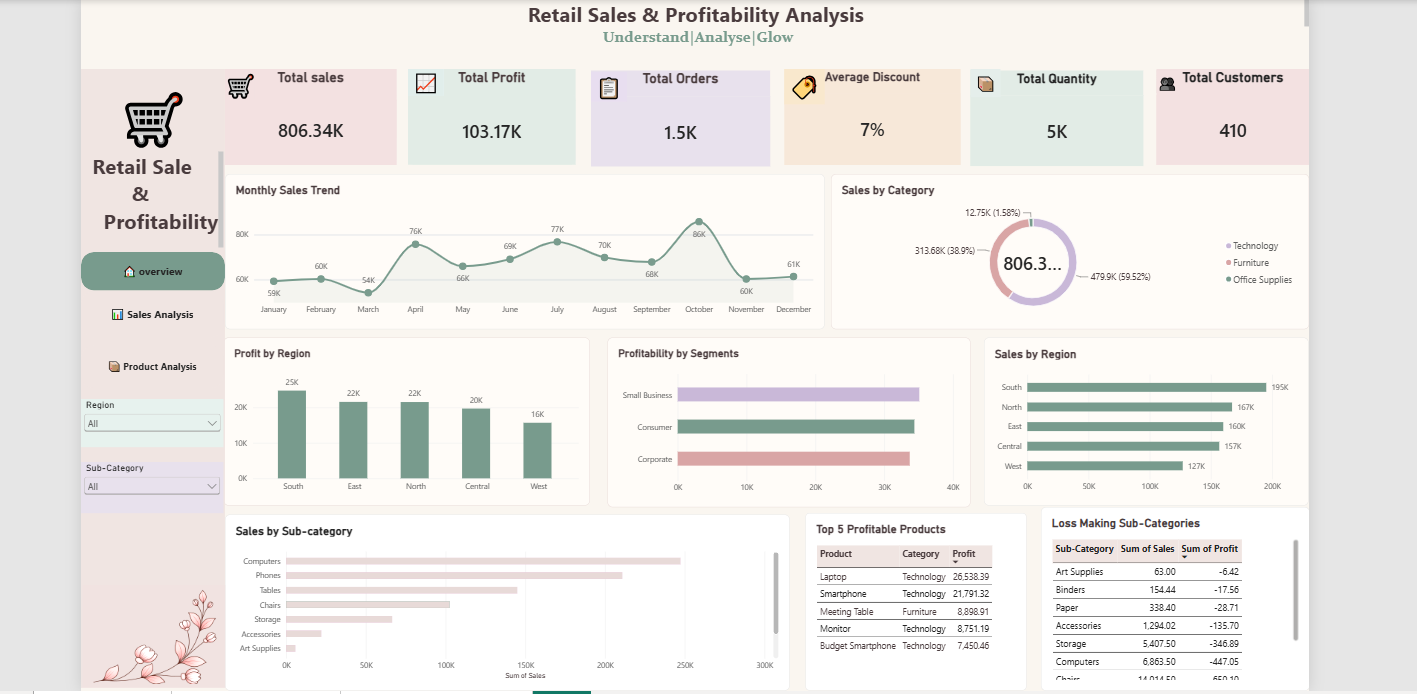 Retail Sales & Profitability Analysis
Understand|Analyse|Glow
Retail Sale
&
Profitability
overview
Sales Analysis
Product Analysis
Region
All
Sub-Category
All
Total sales
806.34K
Total Profit
103.17K
Total Orders
1.5K
Average Discount
7%
Total Quantity
5K
Total Customers
410
Monthly Sales Trend
80K
60K
59K
60K
54K
76K
66K
69K
77K
70K
68K
86K
60K
61K
January February March April May June July August September October November December
Sales by Category
12.75K (1.58%)
313.68K (38.9%)
806.3...
479.9K (59.52%)
Technology
Furniture
Office Supplies
Profit by Region
20K
10K
0K
25K
22K
22K
20K
16K
South East North Central West
Profitability by Segments
Small Business
Consumer
Corporate
0K 10K 20K 30K 40K
Sales by Region
South 195K
North 167K
East 160K
Central 157K
West 127K
0K 50K 100K 150K 200K
Sales by Sub-category
Computers
Phones
Tables
Chairs
Storage
Accessories
Art Supplies
0K 50K 100K 150K 200K 250K 300K
Sum of Sales
Top 5 Profitable Products
Product Category Profit
Laptop Technology 26,538.39
Smartphone Technology 21,791.32
Meeting Table Furniture 8,898.91
Monitor Technology 8,751.19
Budget Smartphone Technology 7,450.46
Loss Making Sub-Categories
Sub-Category Sum of Sales Sum of Profit
Art Supplies 63.00 -6.42
Binders 154.44 -17.56
Paper 338.40 -28.71
Accessories 1,294.02 -135.70
Storage 5,407.50 -346.89
Computers 6,863.50 -447.05